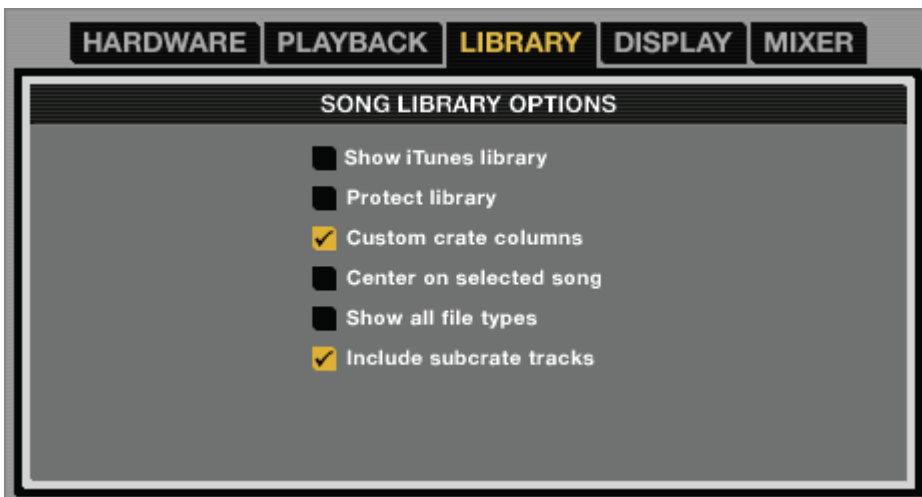 HARDWARE PLAYBACK LIBRARY DISPLAY MIXER
SONG LIBRARY OPTIONS
Show iTunes library
Protect library
Custom crate columns
Center on selected song
Show all file types
Include subcrate tracks